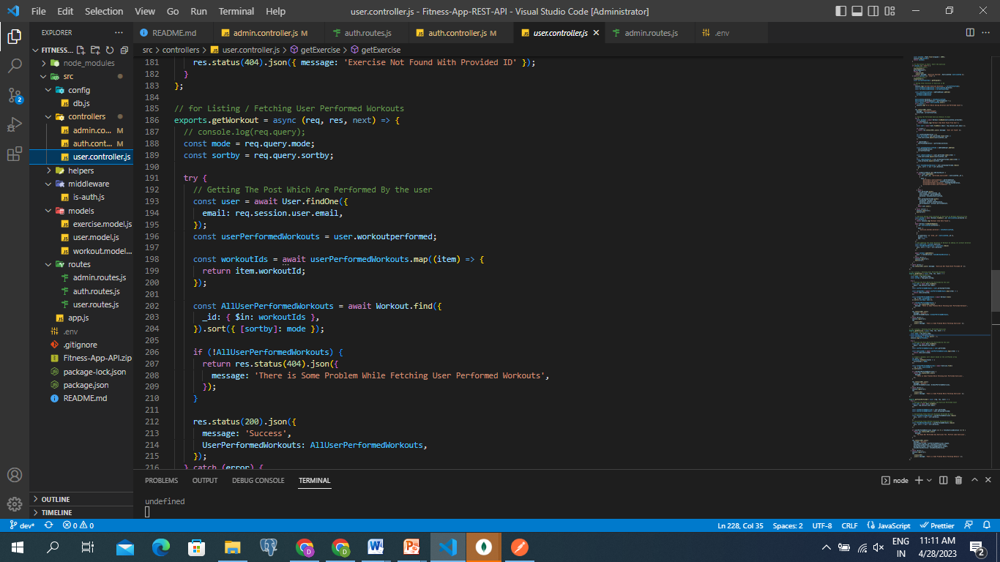 File Edit Selection View Go Run Terminal Help
user.controller.js - Fitness-App-REST-API - Visual Studio Code [Administrator]
EXPLORER
README.md
admin.controller.js M
auth.routes.js
auth.controller.js M
user.controller.js
admin.routes.js
.env
FITNESS...
src > controllers > user.controller.js > getExercise > getExercise
node_modules
src
config
db.js
controllers
admin.co... M
auth.cont... M
user.controller.js
helpers
middleware
is-auth.js
models
exercise.model.js
user.model.js
workout.model...
routes
admin.routes.js
auth.routes.js
user.routes.js
app.js
.env
.gitignore
Fitness-App-API.zip
package-lock.json
package.json
README.md
OUTLINE
TIMELINE
2
181 res.status(404).json({ message: 'Exercise Not Found With Provided ID' });
182 }
183 };
184
185 // for Listing / Fetching User Performed Workouts
186 exports.getWorkout = async (req, res, next) => {
187 // console.log(req.query);
188 const mode = req.query.mode;
189 const sortby = req.query.sortby;
190
191 try {
192 // Getting The Post Which Are Performed By the user
193 const user = await User.findOne({
194 email: req.session.user.email,
195 });
196 const userPerformedWorkouts = user.workoutperformed;
197
198 const workoutIds = await userPerformedWorkouts.map((item) => {
199 return item.workoutId;
200 });
201
202 const AllUserPerformedWorkouts = await Workout.find({
203 _id: { $in: workoutIds },
204 }).sort({ [sortby]: mode });
205
206 if (!AllUserPerformedWorkouts) {
207 return res.status(404).json({
208 message: 'There is Some Problem While Fetching User Performed Workouts',
209 });
210 }
211
212 res.status(200).json({
213 message: 'Success',
214 UserPerformedWorkouts: AllUserPerformedWorkouts,
215 });
216 } catch (error) {
PROBLEMS OUTPUT DEBUG CONSOLE TERMINAL
node
undefined
dev*
0 0
Ln 228, Col 35 Spaces: 2 UTF-8 CRLF JavaScript Prettier
D
D
ENG
IN
11:11 AM
4/28/2023
2